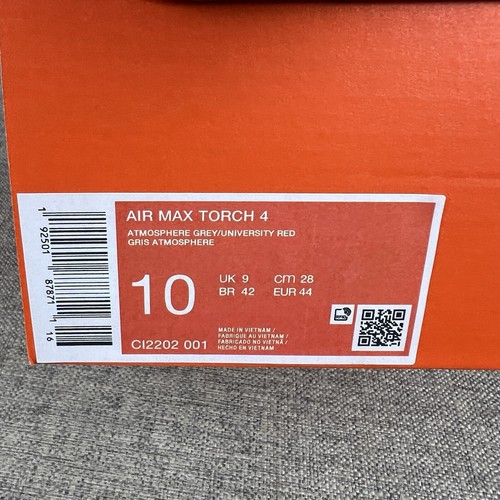 AIR MAX TORCH 4
ATMOSPHERE GREY/UNIVERSITY RED
GRIS ATMOSPHERE
10
UK 9 cm 28
BR 42 EUR 44
MADE IN VIETNAM /
FABRIQUE AU VIETNAM /
FABRICADO NO VIETNÃ /
HECHO EN VIETNAM
CI2202 001
1 92501 87871 16